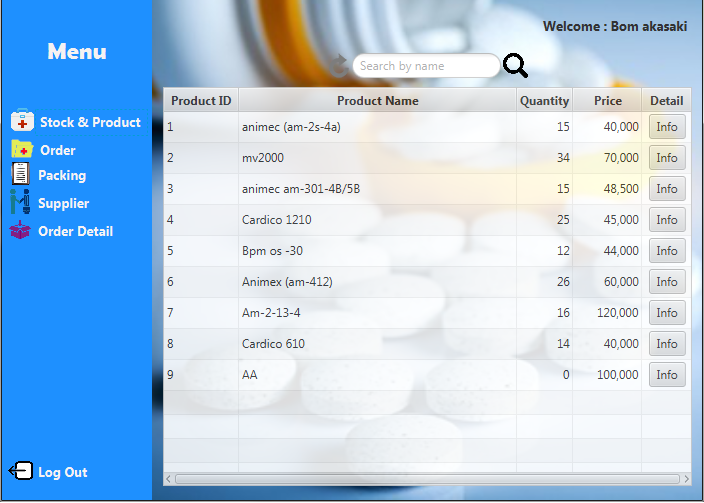 Welcome : Bom akasaki
Menu
Search by name
Stock & Product
Order
Packing
Supplier
Order Detail
Log Out
Product ID Product Name Quantity Price Detail
1 animec (am-2s-4a) 15 40,000 Info
2 mv2000 34 70,000 Info
3 animec am-301-4B/5B 15 48,500 Info
4 Cardico 1210 25 45,000 Info
5 Bpm os -30 12 44,000 Info
6 Animex (am-412) 26 60,000 Info
7 Am-2-13-4 16 120,000 Info
8 Cardico 610 14 40,000 Info
9 AA 0 100,000 Info